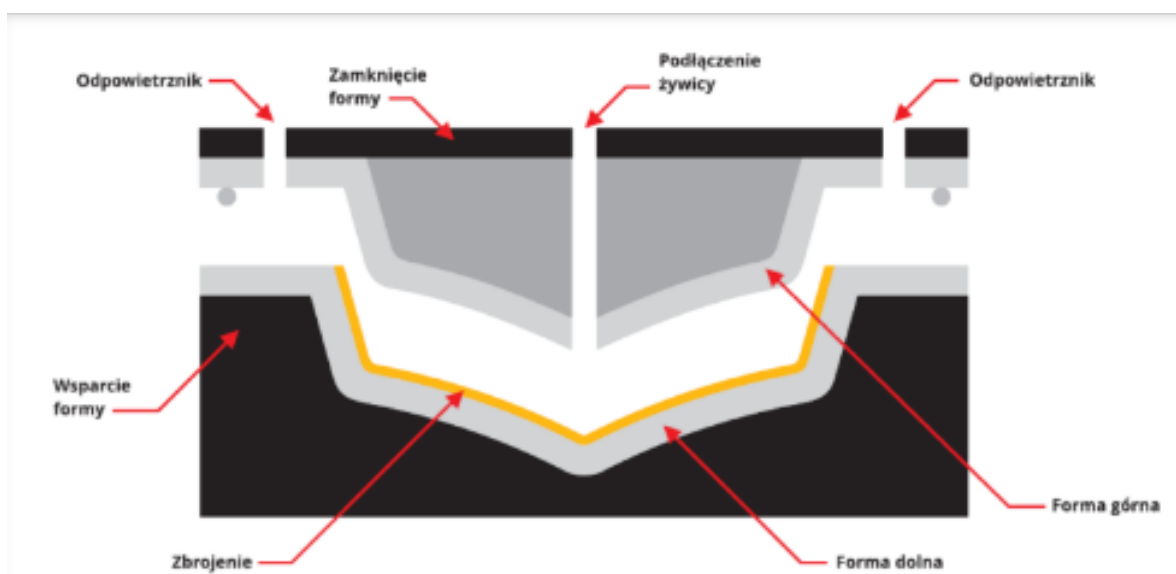 Odpowietrznik
Zamknięcie
formy
Podłączenie
żywicy
Odpowietrznik
Wsparcie
formy
Zbrojenie
Forma dolna
Forma górna